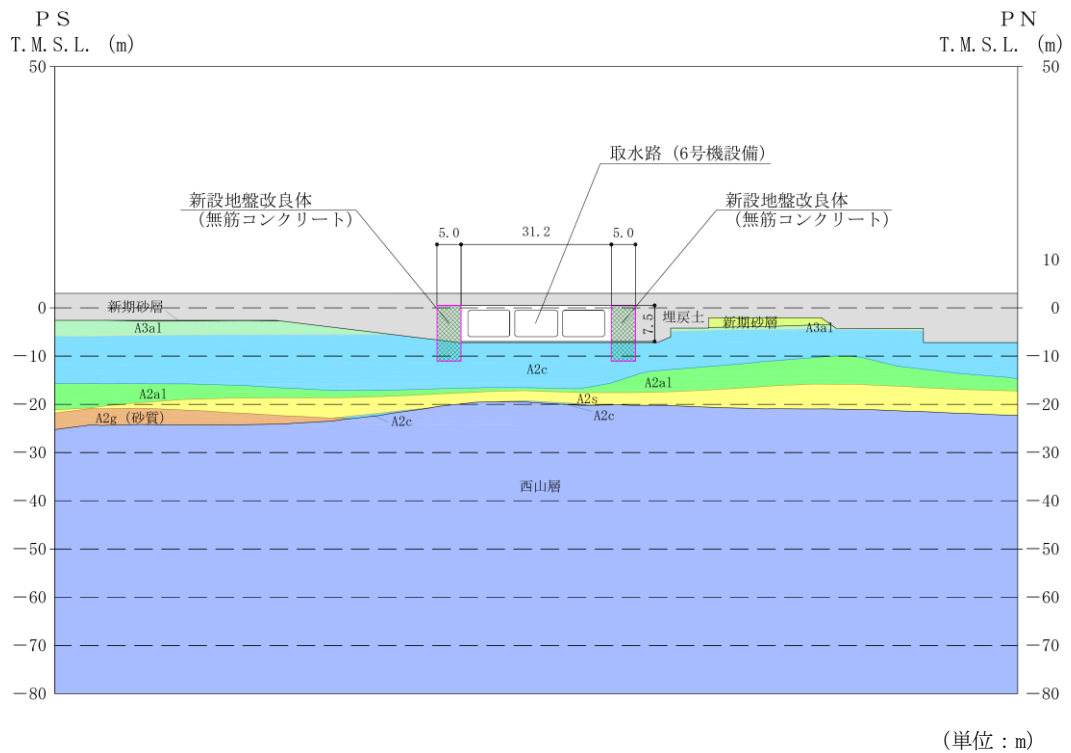 ＰＳ
T.M.S.L. (m)
ＰＮ
T.M.S.L. (m)
50
50
取水路（6号機設備）
新設地盤改良体
（無筋コンクリート）
新設地盤改良体
（無筋コンクリート）
5.0
31.2
5.0
10
0
0
新期砂層
7.5
埋戻土
新期砂層
A3al
A3al
−10
−10
A2c
A2al
A2al
A2s
−20
−20
A2g（砂質）
A2c
A2c
−30
−30
西山層
−40
−40
−50
−50
−60
−60
−70
−70
−80
−80
（単位：m）